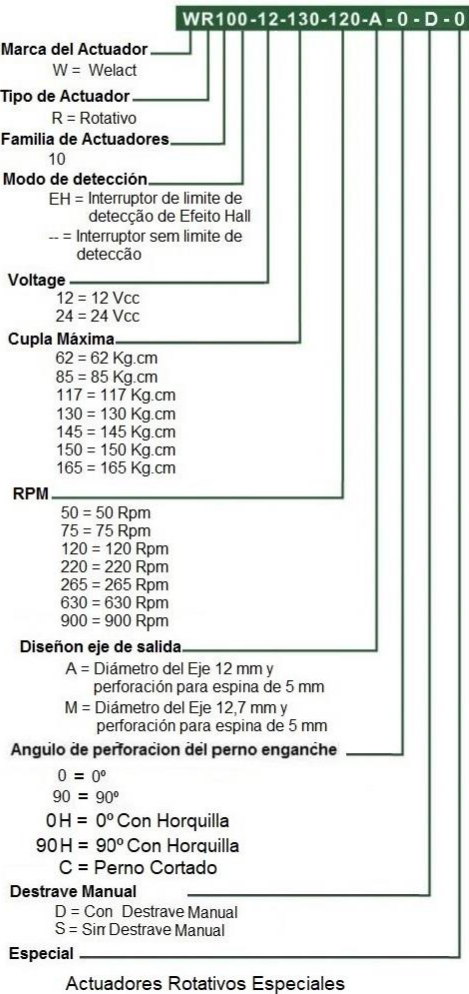 WR100-12-130-120-A - 0 - D - 0
Marca del Actuador
W = Welact
Tipo de Actuador
R = Rotativo
Familia de Actuadores
10
Modo de detección
EH = Interruptor de limite de
detecção de Efeito Hall
-- = Interruptor sem limite de
deteccão
Voltage
12 = 12 Vcc
24 = 24 Vcc
Cupla Máxima
62 = 62 Kg.cm
85 = 85 Kg.cm
117 = 117 Kg.cm
130 = 130 Kg.cm
145 = 145 Kg.cm
150 = 150 Kg.cm
165 = 165 Kg.cm
RPM
50 = 50 Rpm
75 = 75 Rpm
120 = 120 Rpm
220 = 220 Rpm
265 = 265 Rpm
630 = 630 Rpm
900 = 900 Rpm
Diseñon eje de salida
A = Diámetro del Eje 12 mm y
perforación para espina de 5 mm
M = Diámetro del Eje 12,7 mm y
perforación para espina de 5 mm
Angulo de perforacion del perno enganche
0 = 0º
90 = 90º
0H = 0º Con Horquilla
90H = 90º Con Horquilla
C = Perno Cortado
Destrave Manual
D = Con Destrave Manual
S = Sin Destrave Manual
Especial
Actuadores Rotativos Especiales